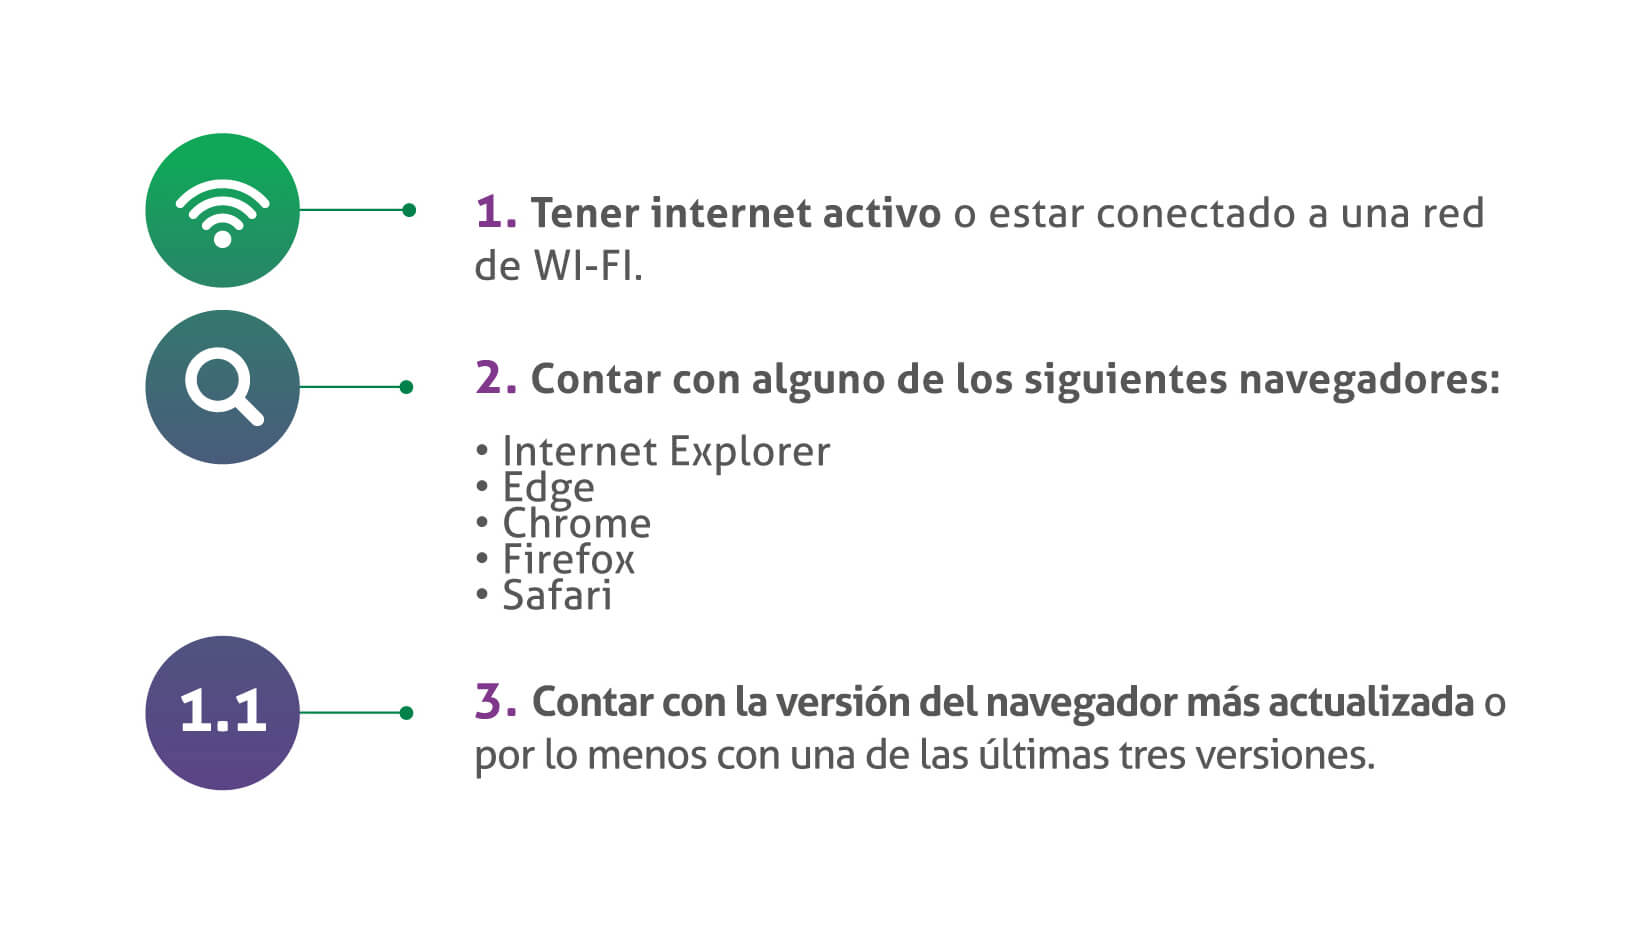 1. Tener internet activo o estar conectado a una red
de WI-FI.
2. Contar con alguno de los siguientes navegadores:
• Internet Explorer
• Edge
• Chrome
• Firefox
• Safari
1.1
3. Contar con la versión del navegador más actualizada o
por lo menos con una de las últimas tres versiones.